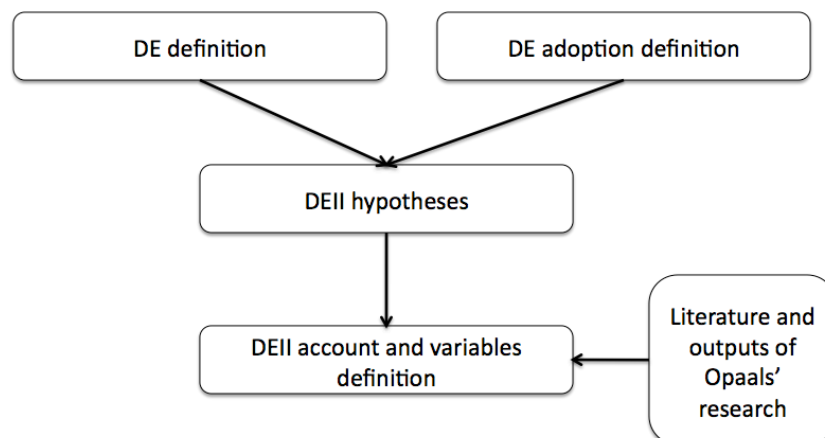 DE definition
DE adoption definition
DEII hypotheses
DEII account and variables
definition
Literature and
outputs of
Opaals’
research